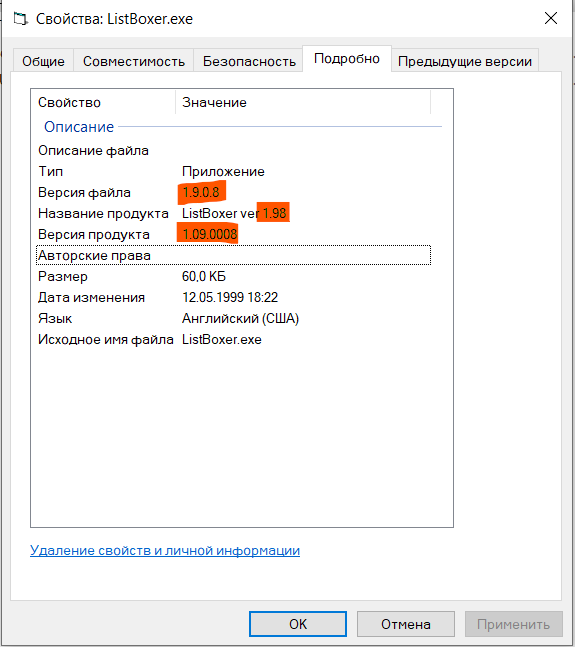 Свойства: ListBoxer.exe
Общие Совместимость Безопасность Подробно Предыдущие версии
Свойство Значение
Описание
Описание файла
Тип Приложение
Версия файла 1.9.0.8
Название продукта ListBoxer ver 1.98
Версия продукта 1.09.0008
Авторские права
Размер 60,0 КБ
Дата изменения 12.05.1999 18:22
Язык Английский (США)
Исходное имя файла ListBoxer.exe
Удаление свойств и личной информации
OK Отмена Применить